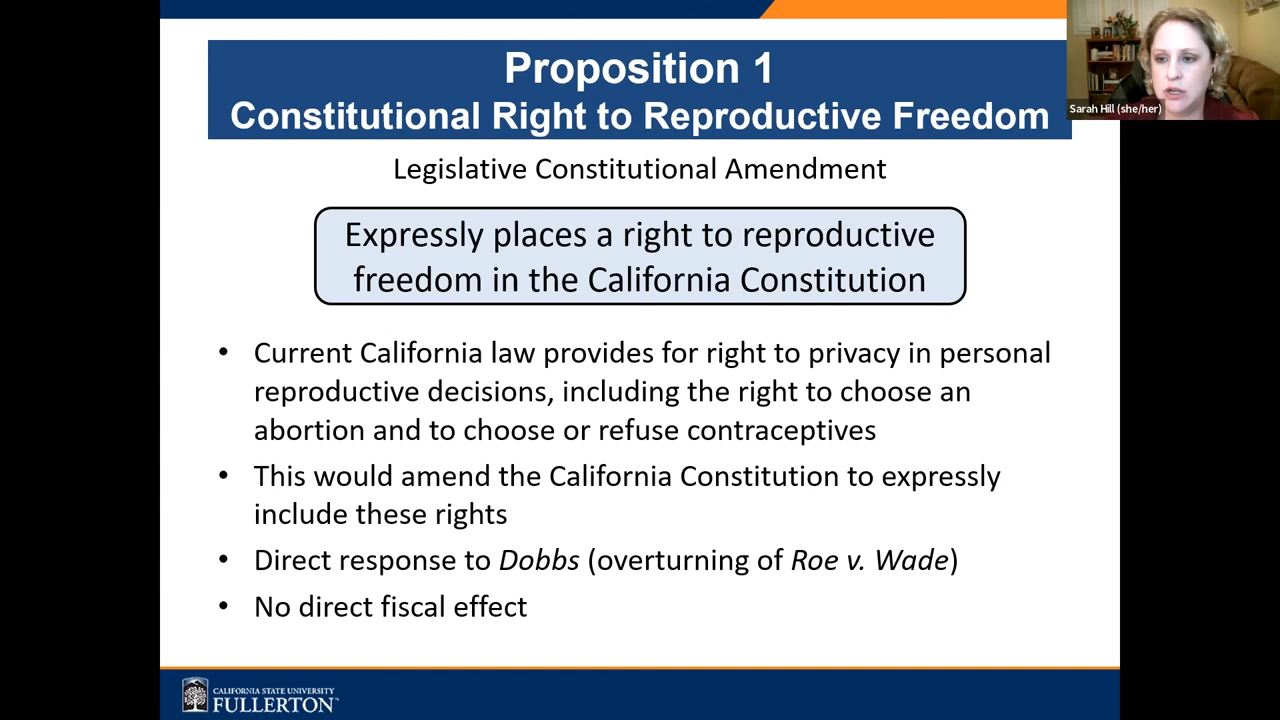 Proposition 1
Constitutional Right to Reproductive Freedom
Sarah Hill (she/her)
Legislative Constitutional Amendment
Expressly places a right to reproductive
freedom in the California Constitution
• Current California law provides for right to privacy in personal
reproductive decisions, including the right to choose an
abortion and to choose or refuse contraceptives
• This would amend the California Constitution to expressly
include these rights
• Direct response to Dobbs (overturning of Roe v. Wade)
• No direct fiscal effect
CALIFORNIA STATE UNIVERSITY
FULLERTON™